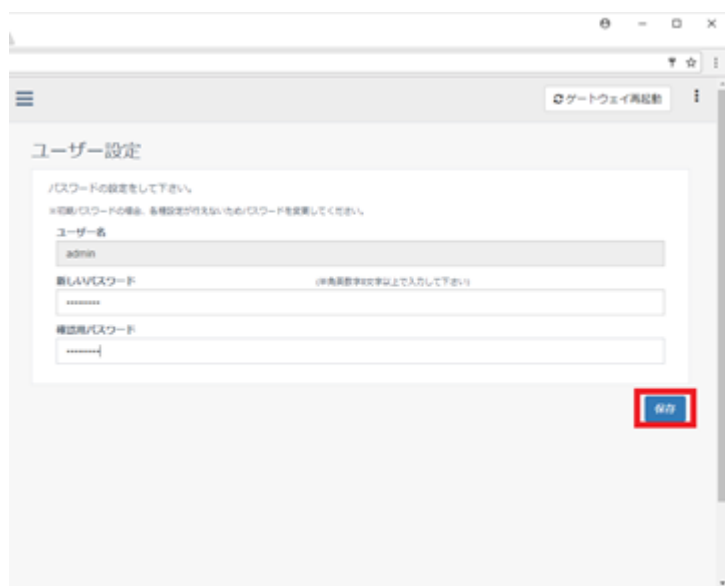 ゲートウェイ再起動
ユーザー設定
パスワードの設定をして下さい。
※初期パスワードの場合、各種設定が行えないためパスワードを変更してください。
ユーザー名
admin
新しいパスワード (半角英数字8文字以上で入力して下さい)
確認用パスワード
保存